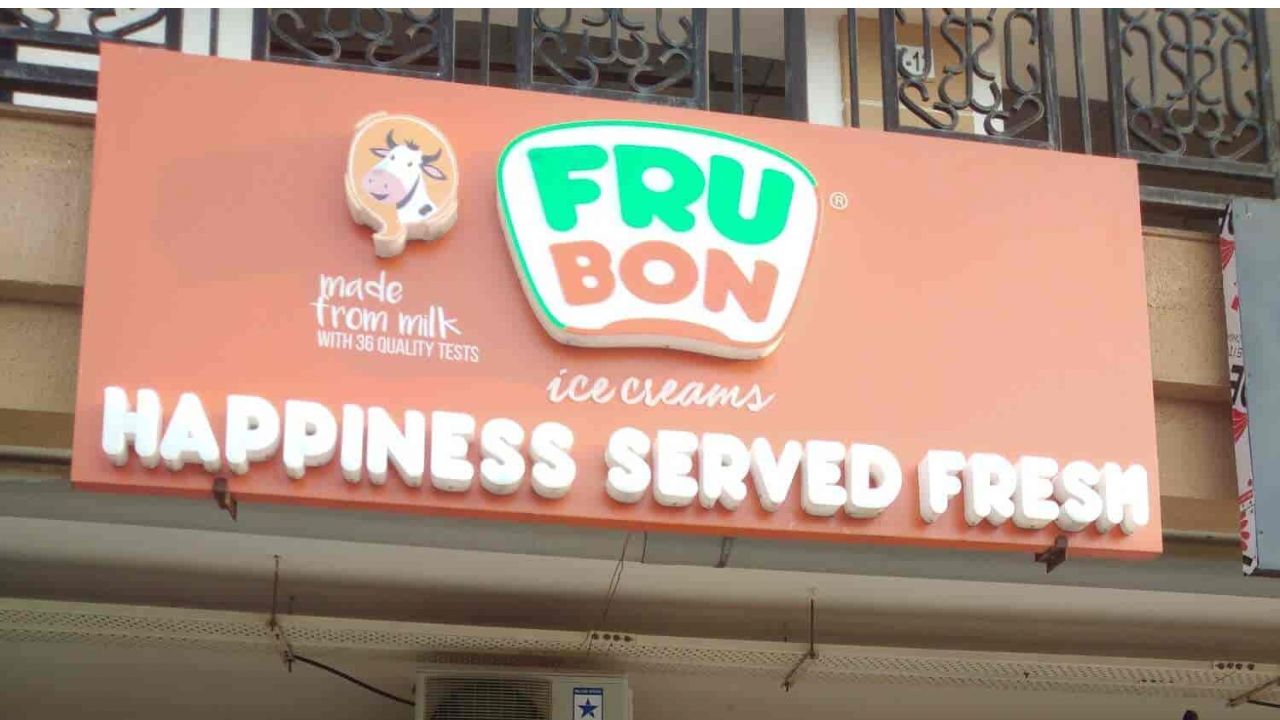 FRU
BON
®
made
from milk
WITH 36 QUALITY TESTS
ice creams
HAPPINESS SERVED FRESH